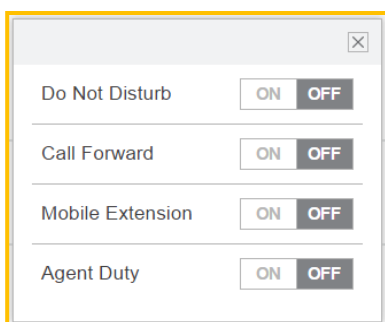 Do Not Disturb ON OFF
Call Forward ON OFF
Mobile Extension ON OFF
Agent Duty ON OFF